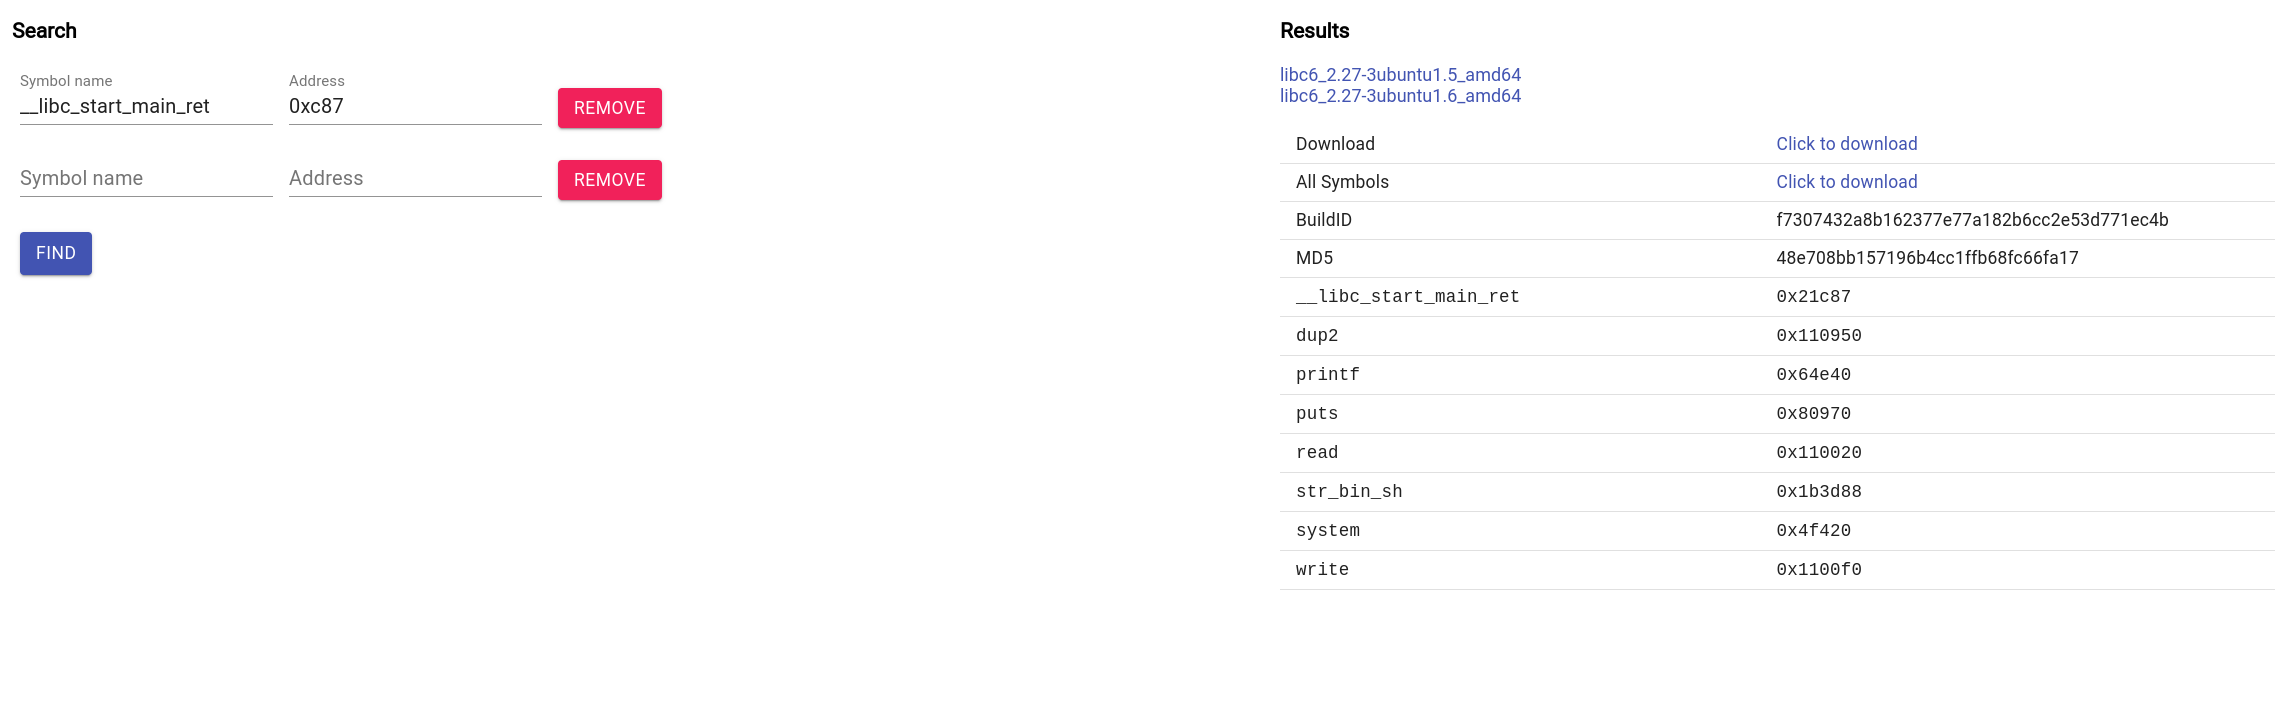 Search
Symbol name Address
__libc_start_main_ret 0xc87 REMOVE
Symbol name Address REMOVE
FIND
Results
libc6_2.27-3ubuntu1.5_amd64
libc6_2.27-3ubuntu1.6_amd64
Download Click to download
All Symbols Click to download
BuildID f7307432a8b162377e77a182b6cc2e53d771ec4b
MD5 48e708bb157196b4cc1ffb68fc66fa17
__libc_start_main_ret 0x21c87
dup2 0x110950
printf 0x64e40
puts 0x80970
read 0x110020
str_bin_sh 0x1b3d88
system 0x4f420
write 0x1100f0